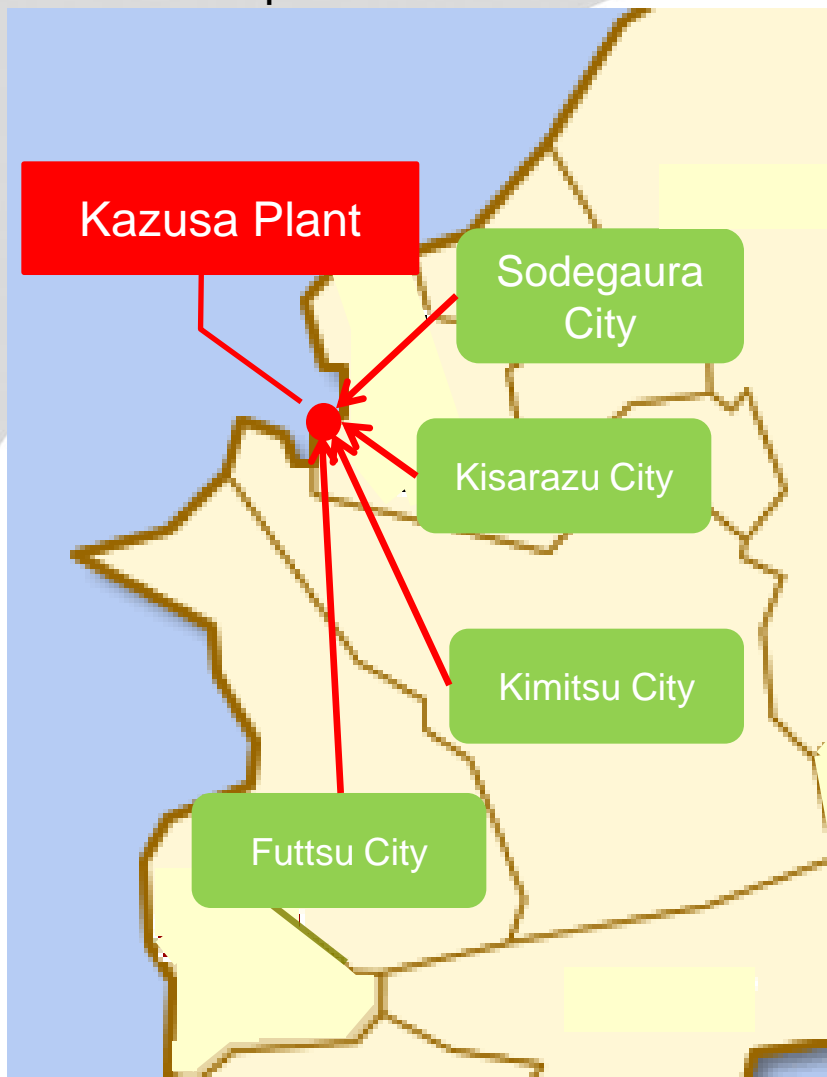 Kazusa Plant
Sodegaura
City
Kisarazu City
Kimitsu City
Futtsu City